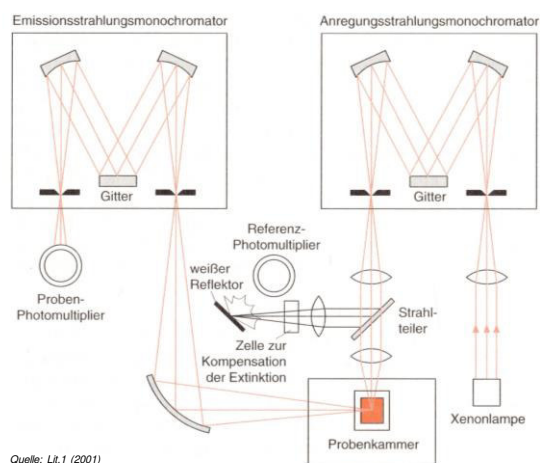 Emissionsstrahlungsmonochromator
Anregungsstrahlungsmonochromator
Gitter
Gitter
Referenz-
Photomultiplier
weißer
Reflektor
Proben-
Photomultiplier
Strahl-
teiler
Zelle zur
Kompensation
der Extinktion
Probenkammer
Xenonlampe
Quelle: Lit.1 (2001)